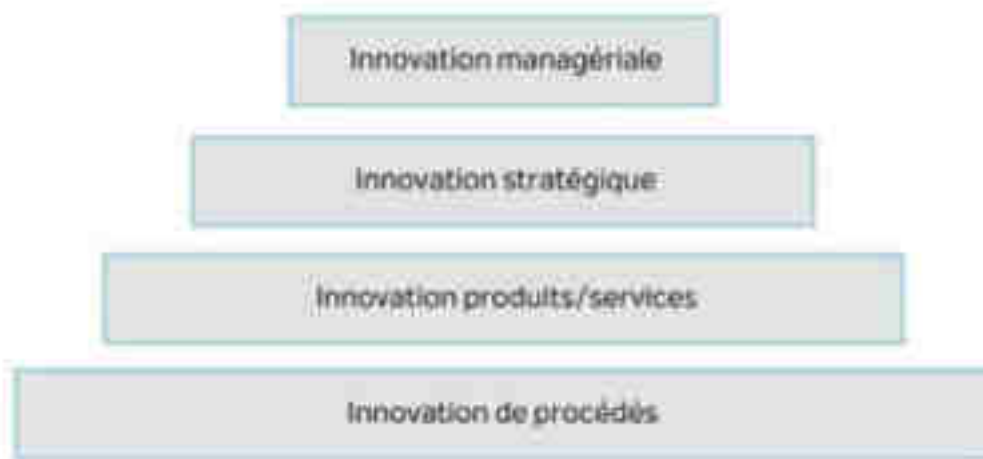 Innovation managériale
Innovation stratégique
Innovation produits/services
Innovation de procédés